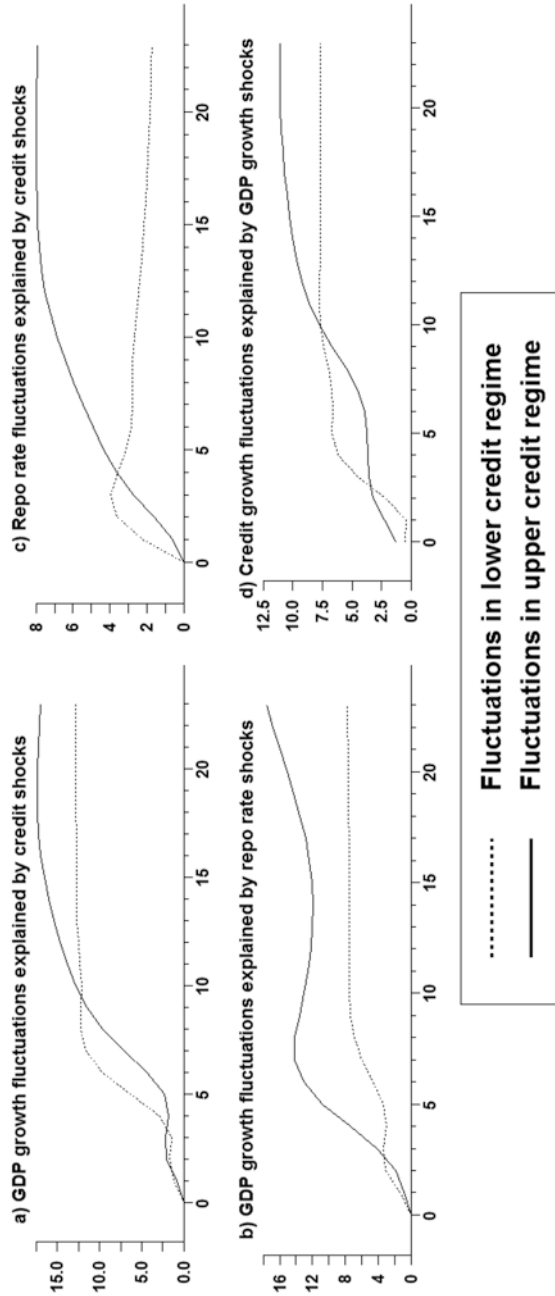 a) GDP growth fluctuations explained by credit shocks
15.0
10.0
5.0
0.0
0 5 10 15 20
b) GDP growth fluctuations explained by repo rate shocks
16
12
8
4
0
0 5 10 15 20
c) Repo rate fluctuations explained by credit shocks
8
6
4
2
0
0 5 10 15 20
d) Credit growth fluctuations explained by GDP growth shocks
12.5
10.0
7.5
5.0
2.5
0.0
0 5 10 15 20
Fluctuations in lower credit regime
Fluctuations in upper credit regime